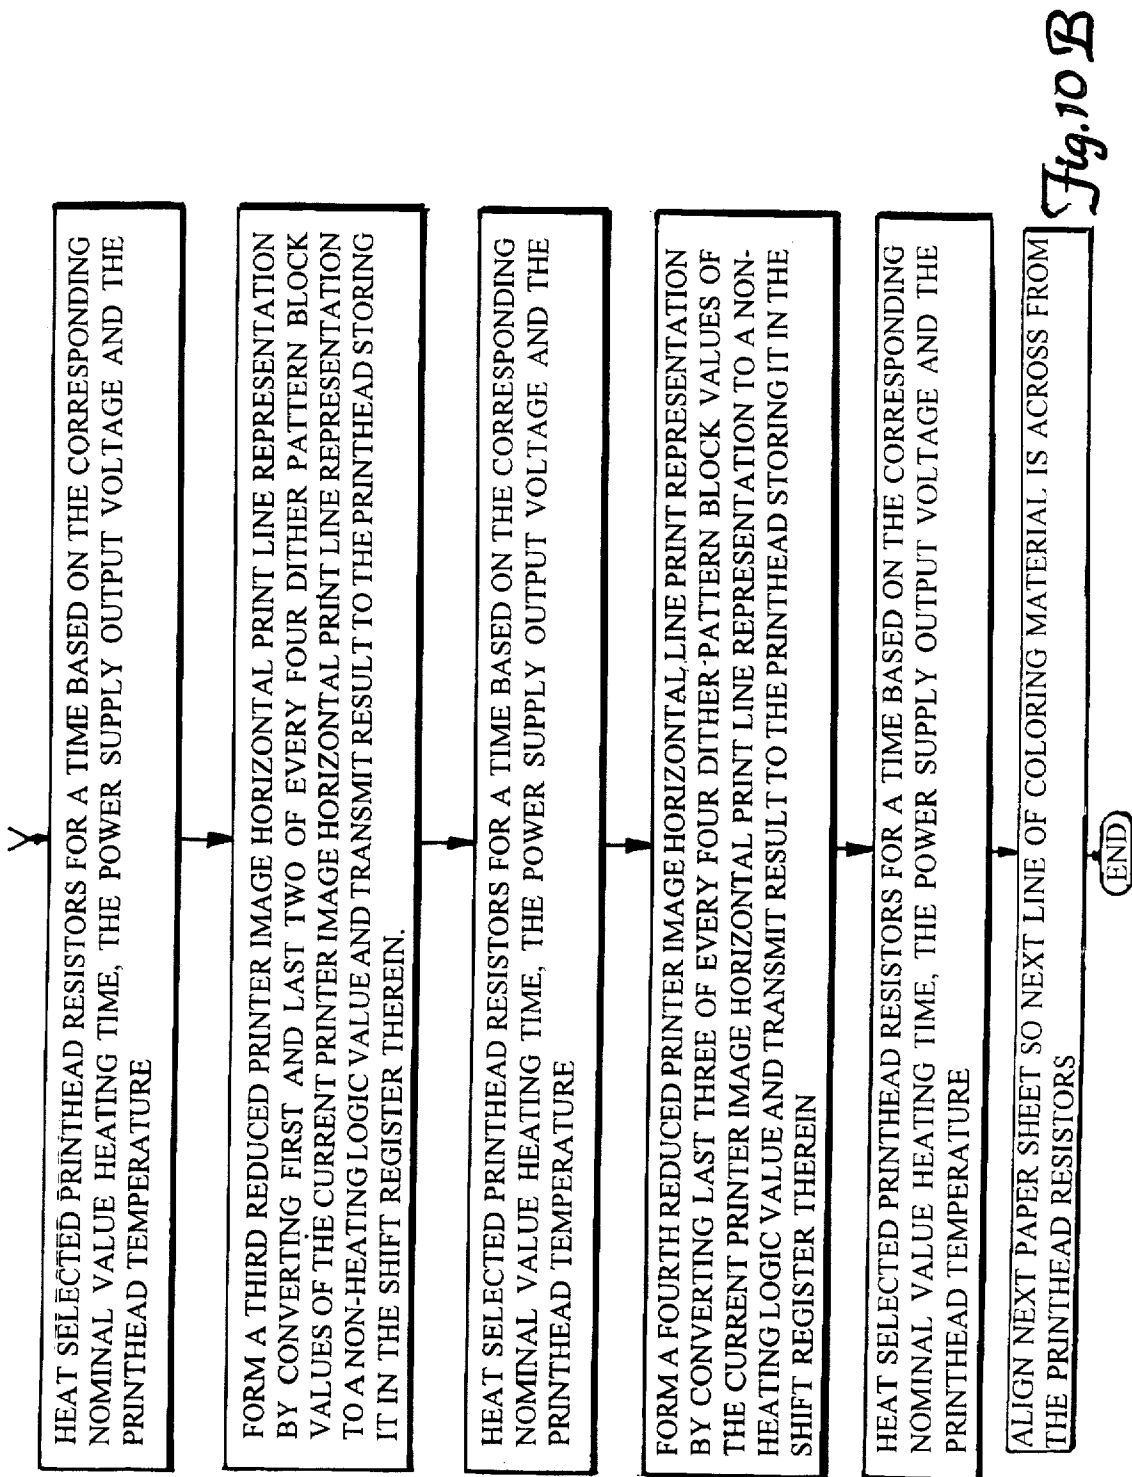 HEAT SELECTED PRINTHEAD RESISTORS FOR A TIME BASED ON THE CORRESPONDING
NOMINAL VALUE HEATING TIME, THE POWER SUPPLY OUTPUT VOLTAGE AND THE
PRINTHEAD TEMPERATURE
FORM A THIRD REDUCED PRINTER IMAGE HORIZONTAL PRINT LINE REPRESENTATION
BY CONVERTING FIRST AND LAST TWO OF EVERY FOUR DITHER PATTERN BLOCK
VALUES OF THE CURRENT PRINTER IMAGE HORIZONTAL PRINT LINE REPRESENTATION
TO A NON-HEATING LOGIC VALUE AND TRANSMIT RESULT TO THE PRINTHEAD STORING
IT IN THE SHIFT REGISTER THEREIN.
HEAT SELECTED PRINTHEAD RESISTORS FOR A TIME BASED ON THE CORRESPONDING
NOMINAL VALUE HEATING TIME, THE POWER SUPPLY OUTPUT VOLTAGE AND THE
PRINTHEAD TEMPERATURE
FORM A FOURTH REDUCED PRINTER IMAGE HORIZONTAL LINE PRINT REPRESENTATION
BY CONVERTING LAST THREE OF EVERY FOUR DITHER PATTERN BLOCK VALUES OF
THE CURRENT PRINTER IMAGE HORIZONTAL PRINT LINE REPRESENTATION TO A NON-
HEATING LOGIC VALUE AND TRANSMIT RESULT TO THE PRINTHEAD STORING IT IN THE
SHIFT REGISTER THEREIN
HEAT SELECTED PRINTHEAD RESISTORS FOR A TIME BASED ON THE CORRESPONDING
NOMINAL VALUE HEATING TIME, THE POWER SUPPLY OUTPUT VOLTAGE AND THE
PRINTHEAD TEMPERATURE
ALIGN NEXT PAPER SHEET SO NEXT LINE OF COLORING MATERIAL IS ACROSS FROM
THE PRINTHEAD RESISTORS
END
Fig.10B